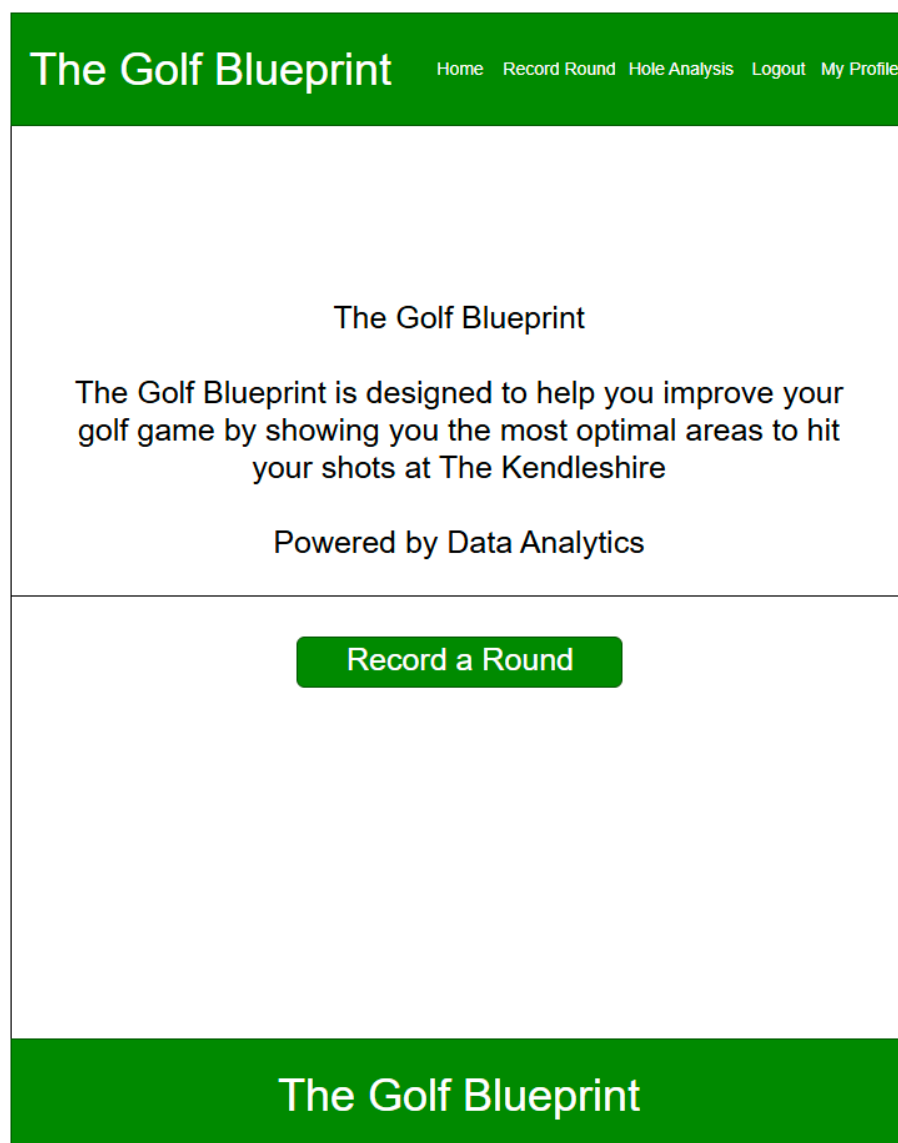 The Golf Blueprint
Home Record Round Hole Analysis Logout My Profile
The Golf Blueprint
The Golf Blueprint is designed to help you improve your
golf game by showing you the most optimal areas to hit
your shots at The Kendleshire
Powered by Data Analytics
Record a Round
The Golf Blueprint